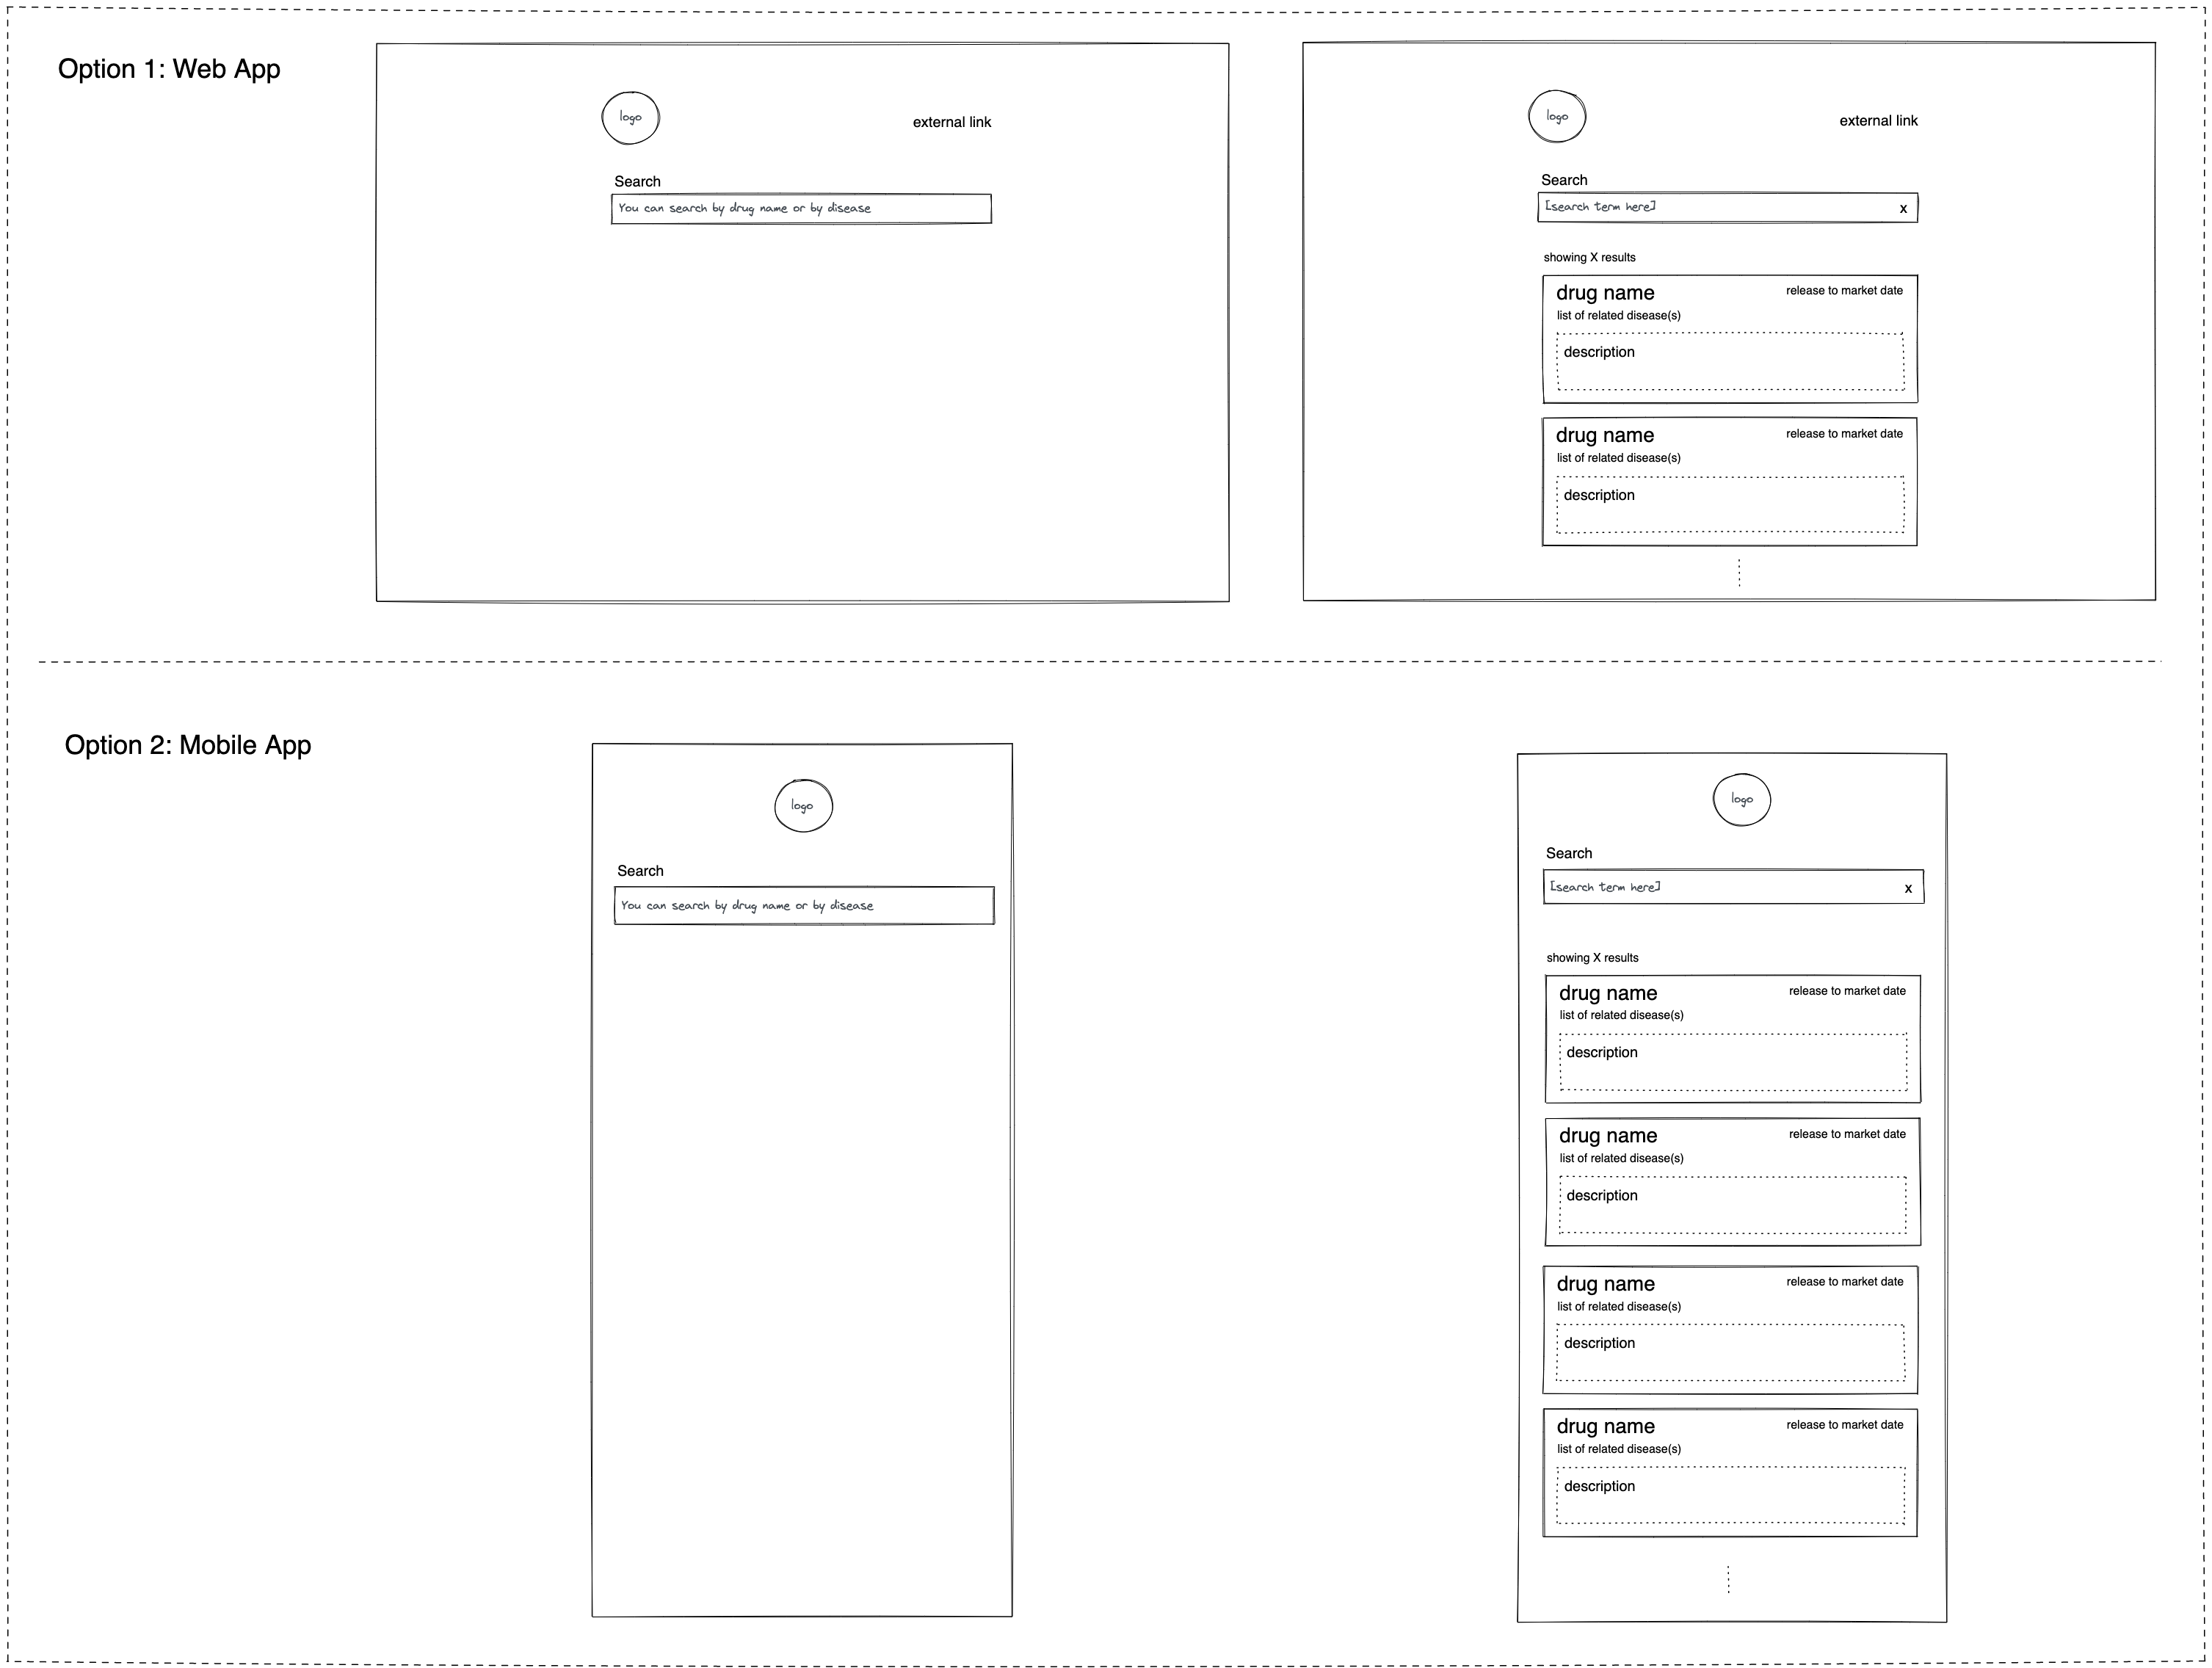 Option 1: Web App
logo
external link
Search
You can search by drug name or by disease
logo
external link
Search
[search term here]
x
showing X results
drug name
release to market date
list of related disease(s)
description
drug name
release to market date
list of related disease(s)
description
Option 2: Mobile App
logo
Search
You can search by drug name or by disease
logo
Search
[search term here]
x
showing X results
drug name
release to market date
list of related disease(s)
description
drug name
release to market date
list of related disease(s)
description
drug name
release to market date
list of related disease(s)
description
drug name
release to market date
list of related disease(s)
description